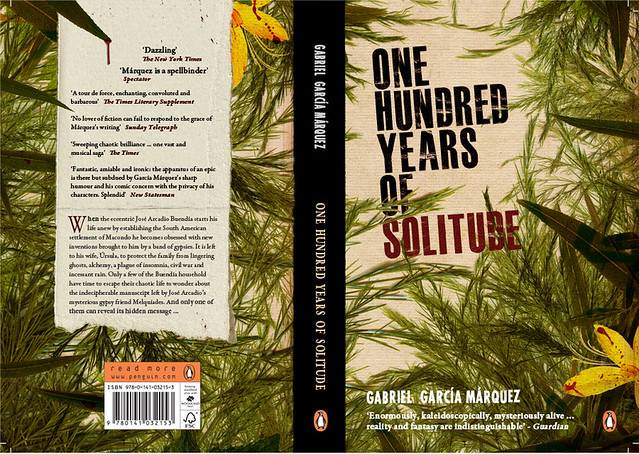 'Dazzling'
The New York Times
'Márquez is a spellbinder'
Spectator
'A tour de force, enchanting, convoluted and
barbarous' The Times Literary Supplement
'No lover of fiction can fail to respond to the grace of
Márquez's writing' Sunday Telegraph
'Sweeping chaotic brilliance ... one vast and
musical saga' The Times
'Fantastic, amiable and ironic: the apparatus of an epic
is there but subdued by García Márquez's sharp
humour and his comic concern with the privacy of his
characters. Splendid' New Statesman
When the eccentric José Arcadio Buendía starts his
life anew by establishing the South American
settlement of Macondo he becomes obsessed with new
inventions brought to him by a band of gypsies. It is left
to his wife, Úrsula, to protect the family from lingering
ghosts, alchemy, a plague of insomnia, civil war and
incessant rain. Only a few of the Buendía household
have time to escape their chaotic life to wonder about
the indecipherable manuscript left by José Arcadio's
mysterious gypsy friend Melquíades. And only one of
them can reveal its hidden message ...
read more
www.penguin.com
ISBN 978-0-141-03215-3
9 780141 032153
FSC
GABRIEL GARCÍA MÁRQUEZ
ONE HUNDRED YEARS OF SOLITUDE
ONE
HUNDRED
YEARS
OF
SOLITUDE
GABRIEL GARCÍA MÁRQUEZ
'Enormously, kaleidoscopically, mysteriously alive ...
reality and fantasy are indistinguishable' - Guardian